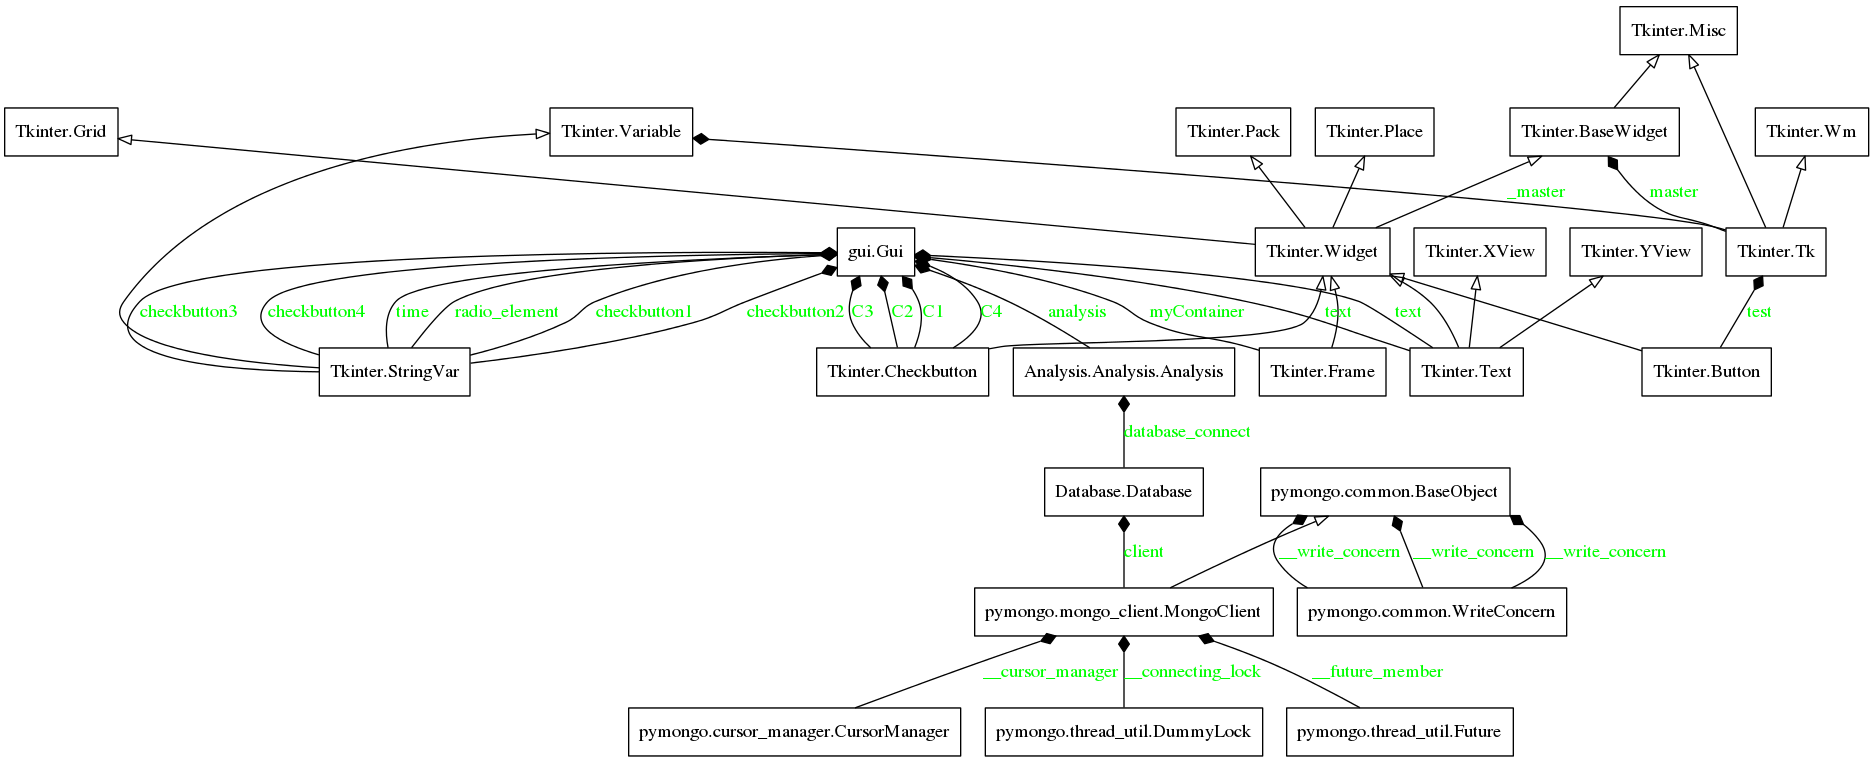 Tkinter.Misc
Tkinter.Grid
Tkinter.Variable
Tkinter.Pack
Tkinter.Place
Tkinter.BaseWidget
Tkinter.Wm
_master
master
gui.Gui
Tkinter.Widget
Tkinter.XView
Tkinter.YView
Tkinter.Tk
checkbutton3
checkbutton4
time
radio_element
checkbutton1
checkbutton2
C3
C2
C1
C4
analysis
myContainer
text
text
test
Tkinter.StringVar
Tkinter.Checkbutton
Analysis.Analysis.Analysis
Tkinter.Frame
Tkinter.Text
Tkinter.Button
database_connect
Database.Database
pymongo.common.BaseObject
client
__write_concern
__write_concern
__write_concern
pymongo.mongo_client.MongoClient
pymongo.common.WriteConcern
__cursor_manager
__connecting_lock
__future_member
pymongo.cursor_manager.CursorManager
pymongo.thread_util.DummyLock
pymongo.thread_util.Future